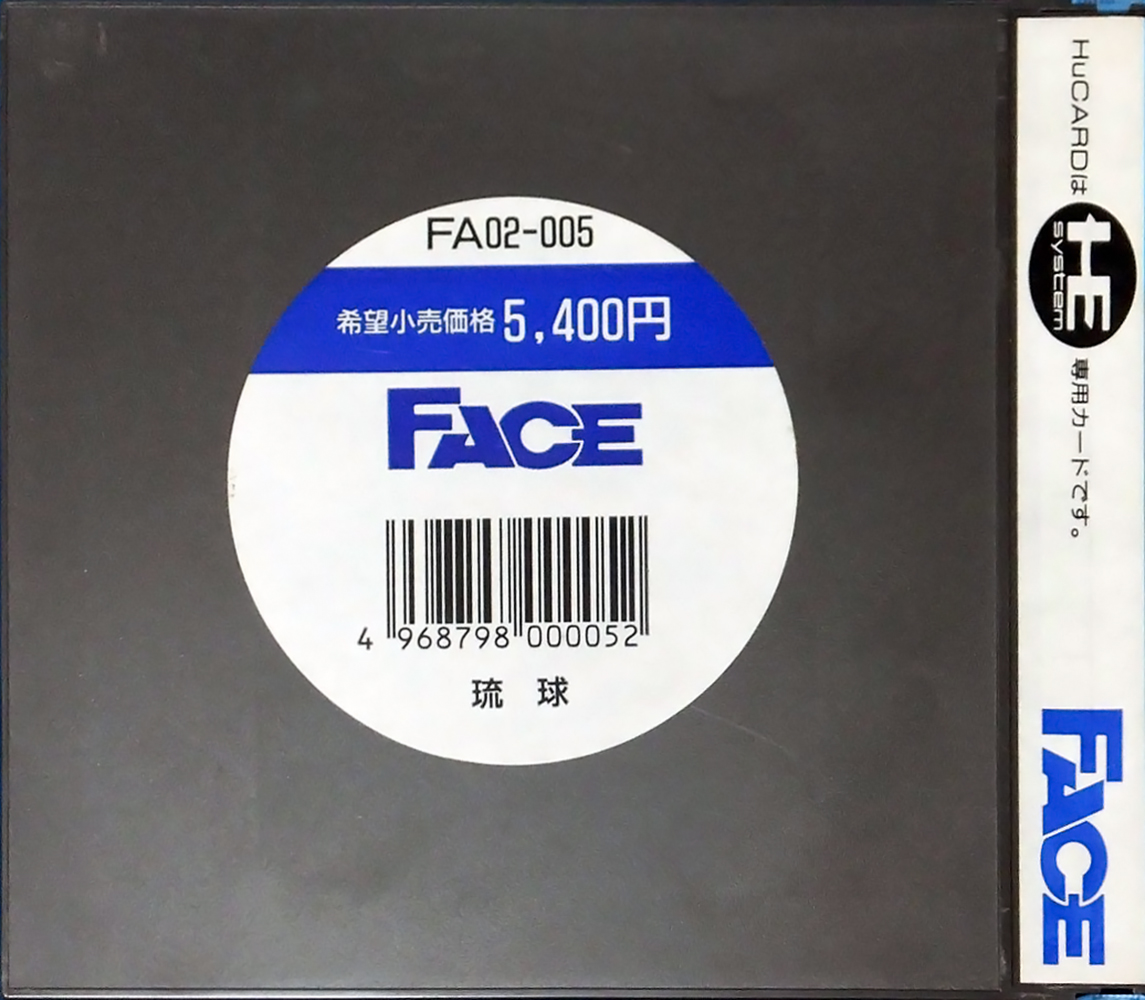 FA02-005
希望小売価格 5,400円
FACE
4 968798 000052
琉 球
HuCARDは HE system 専用カードです。
FACE